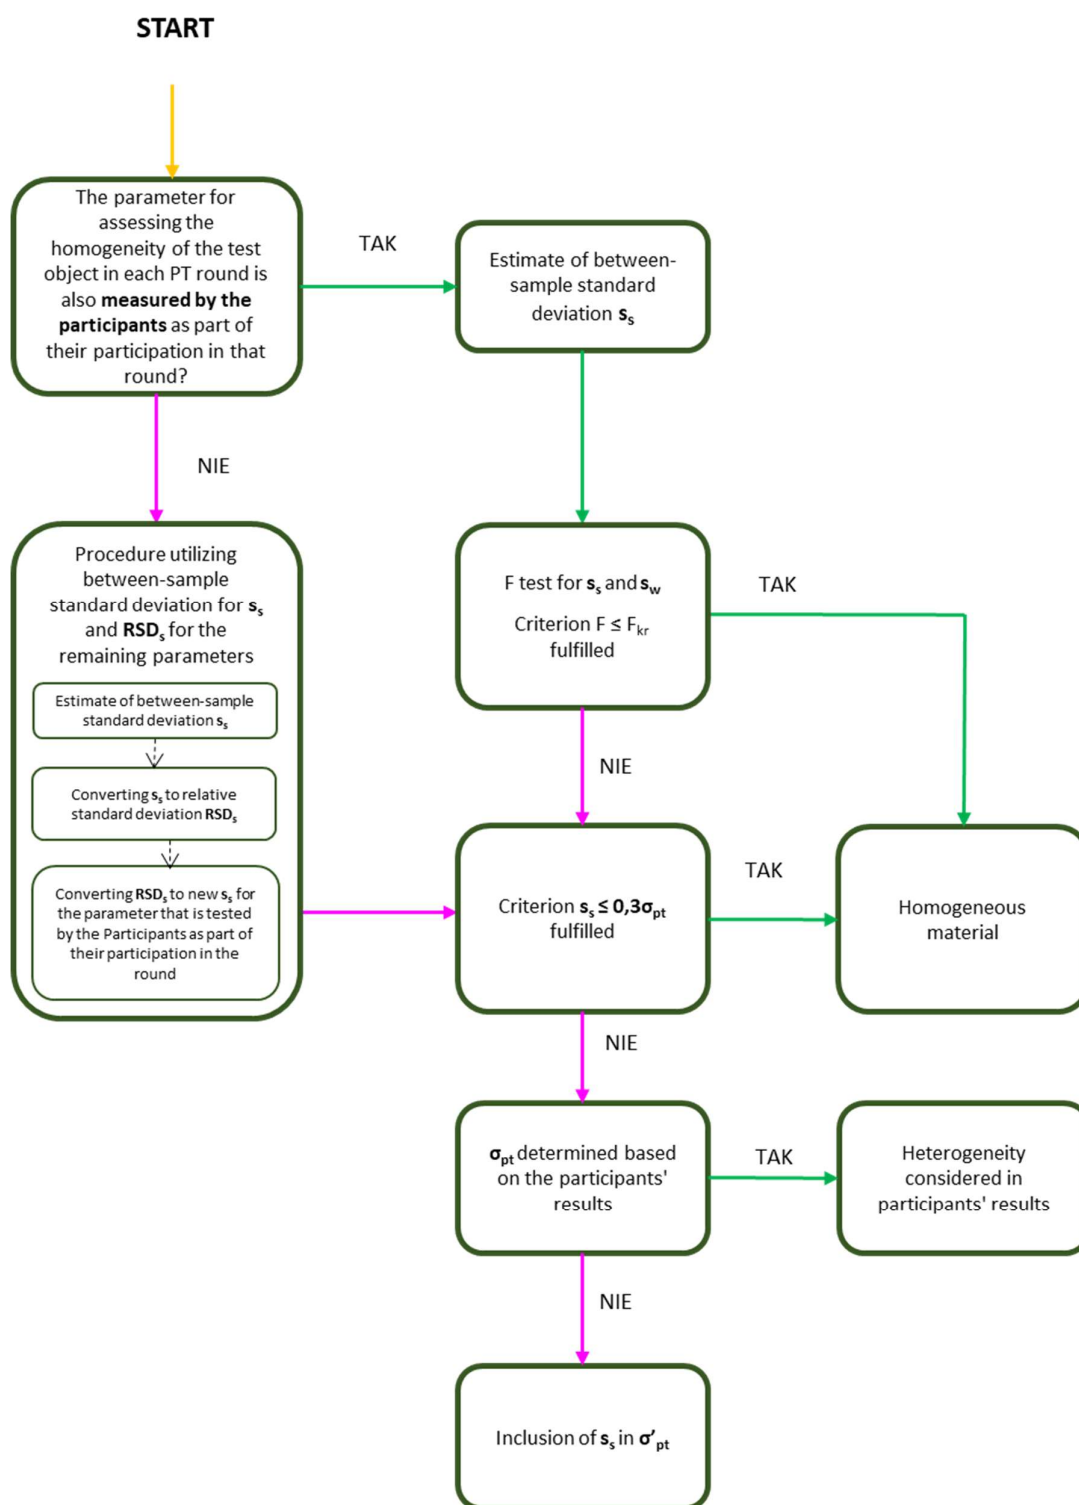 START
The parameter for
assessing the
homogeneity of the test
object in each PT round is
also measured by the
participants as part of
their participation in that
round?
TAK
Estimate of between-
sample standard
deviation sₛ
NIE
Procedure utilizing
between-sample
standard deviation for sₛ
and RSDₛ for the
remaining parameters
Estimate of between-sample
standard deviation sₛ
Converting sₛ to relative
standard deviation RSDₛ
Converting RSDₛ to new sₛ for
the parameter that is tested
by the Participants as part of
their participation in the
round
F test for sₛ and s_w
Criterion F ≤ F_kr
fulfilled
TAK
NIE
Criterion sₛ ≤ 0,3σ_pt
fulfilled
TAK
Homogeneous
material
NIE
σ_pt determined based
on the participants'
results
TAK
Heterogeneity
considered in
participants' results
NIE
Inclusion of sₛ in σ'_pt